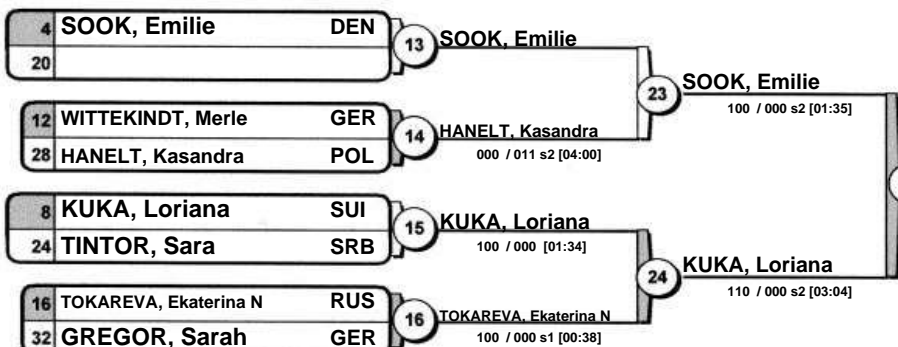 4 SOOK, Emilie DEN
20
13 SOOK, Emilie
12 WITTEKINDT, Merle GER
28 HANELT, Kasandra POL
14 HANELT, Kasandra
000 / 011 s2 [04:00]
23 SOOK, Emilie
100 / 000 s2 [01:35]
8 KUKA, Loriana SUI
24 TINTOR, Sara SRB
15 KUKA, Loriana
100 / 000 [01:34]
16 TOKAREVA, Ekaterina N RUS
32 GREGOR, Sarah GER
16 TOKAREVA, Ekaterina N
100 / 000 s1 [00:38]
24 KUKA, Loriana
110 / 000 s2 [03:04]